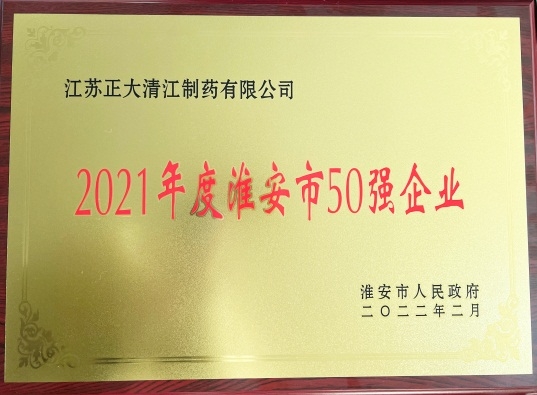 江苏正大清江制药有限公司
2021年度淮安市50强企业
淮安市人民政府
二〇二二年二月